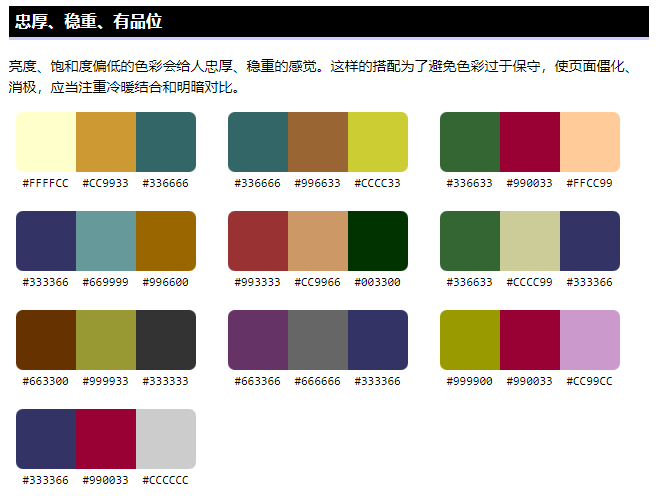 忠厚、稳重、有品位
亮度、饱和度偏低的色彩会给人忠厚、稳重的感觉。这样的搭配为了避免色彩过于保守，使页面僵化、
消极，应当注重冷暖结合和明暗对比。
#FFFFCC #CC9933 #336666 #336666 #996633 #CCCC33 #336633 #990033 #FFCC99
#333366 #669999 #996600 #993333 #CC9966 #003300 #336633 #CCCC99 #333366
#663300 #999933 #333333 #663366 #666666 #333366 #999900 #990033 #CC99CC
#333366 #990033 #CCCCCC